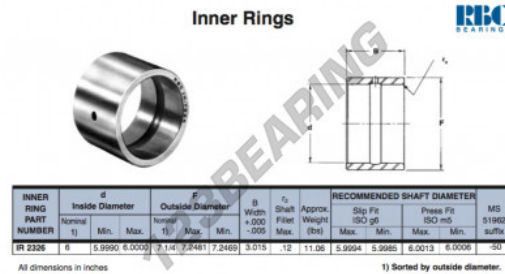 Inner Rings
RBC
BEARINGS
123BEARING
B
rs
d
F
INNER RING PART NUMBER
d Inside Diameter
F Outside Diameter
B Width +.000 -.005
rs Shaft Fillet Max.
Approx. Weight (lbs)
RECOMMENDED SHAFT DIAMETER
MS 51962 suffix
Nominal 1) Min. Max.
Nominal 1) Max. Min.
Slip Fit ISO g6
Press Fit ISO m5
Max. Min. Max. Min.
IR 2326 6 5.9990 6.0000 7 1/4 7.2481 7.2469 3.015 .12 11.06 5.9994 5.9985 6.0013 6.0006 -50
All dimensions in inches
1) Sorted by outside diameter.